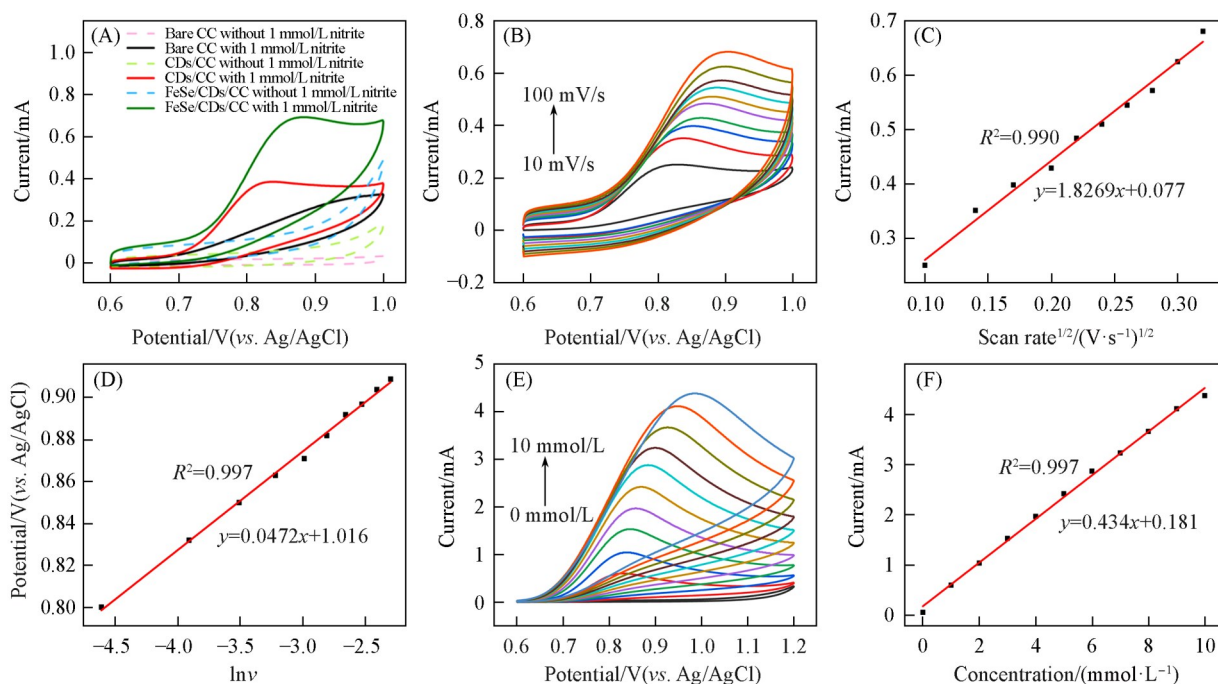 (A)
Bare CC without 1 mmol/L nitrite
Bare CC with 1 mmol/L nitrite
CDs/CC without 1 mmol/L nitrite
CDs/CC with 1 mmol/L nitrite
FeSe/CDs/CC without 1 mmol/L nitrite
FeSe/CDs/CC with 1 mmol/L nitrite
1.0
0.8
0.6
0.4
0.2
0
Current/mA
0.6 0.7 0.8 0.9 1.0
Potential/V(vs. Ag/AgCl)
(B)
100 mV/s
10 mV/s
0.8
0.6
0.4
0.2
0
−0.2
Current/mA
0.6 0.7 0.8 0.9 1.0
Potential/V(vs. Ag/AgCl)
(C)
R²=0.990
y=1.8269x+0.077
0.7
0.6
0.5
0.4
0.3
Current/mA
0.10 0.15 0.20 0.25 0.30
Scan rate¹ᐟ²/(V·s⁻¹)¹ᐟ²
(D)
R²=0.997
y=0.0472x+1.016
0.90
0.88
0.86
0.84
0.82
0.80
Potential/V(vs. Ag/AgCl)
−4.5 −4.0 −3.5 −3.0 −2.5
lnv
(E)
10 mmol/L
0 mmol/L
5
4
3
2
1
0
Current/mA
0.6 0.7 0.8 0.9 1.0 1.1 1.2
Potential/V(vs. Ag/AgCl)
(F)
R²=0.997
y=0.434x+0.181
4
3
2
1
0
Current/mA
0 2 4 6 8 10
Concentration/(mmol·L⁻¹)